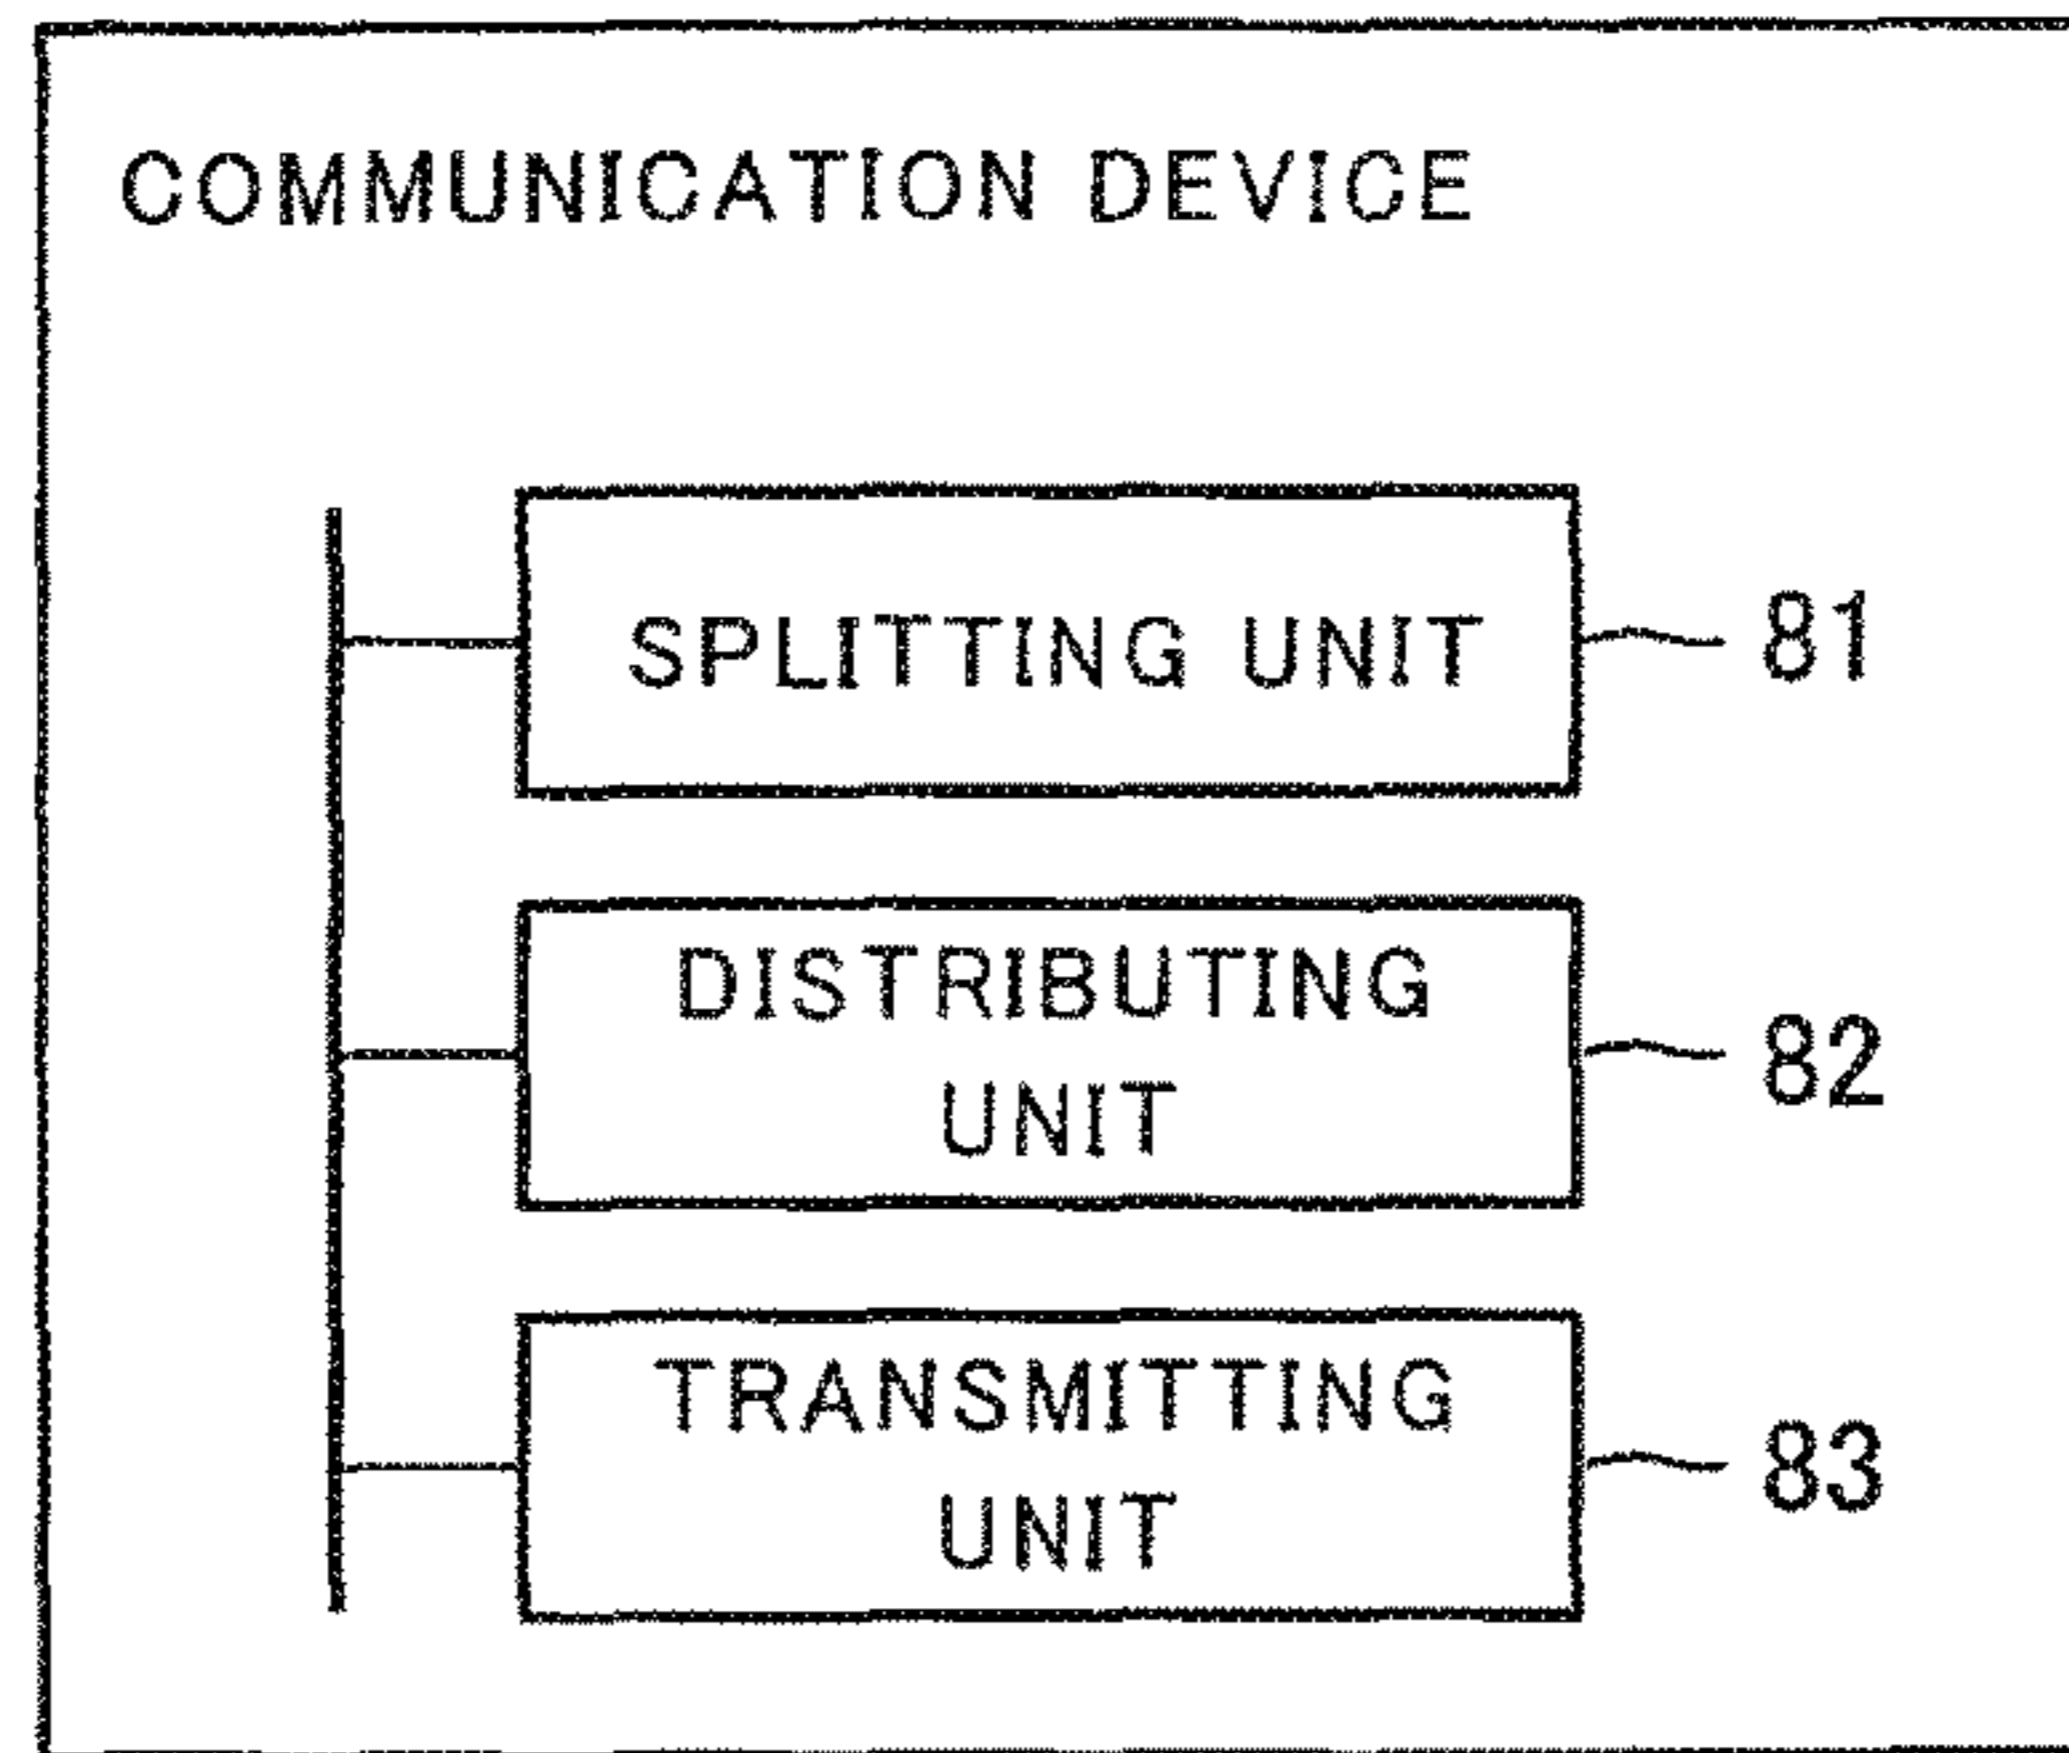 COMMUNICATION DEVICE
SPLITTING UNIT
81
DISTRIBUTING
UNIT
82
TRANSMITTING
UNIT
83